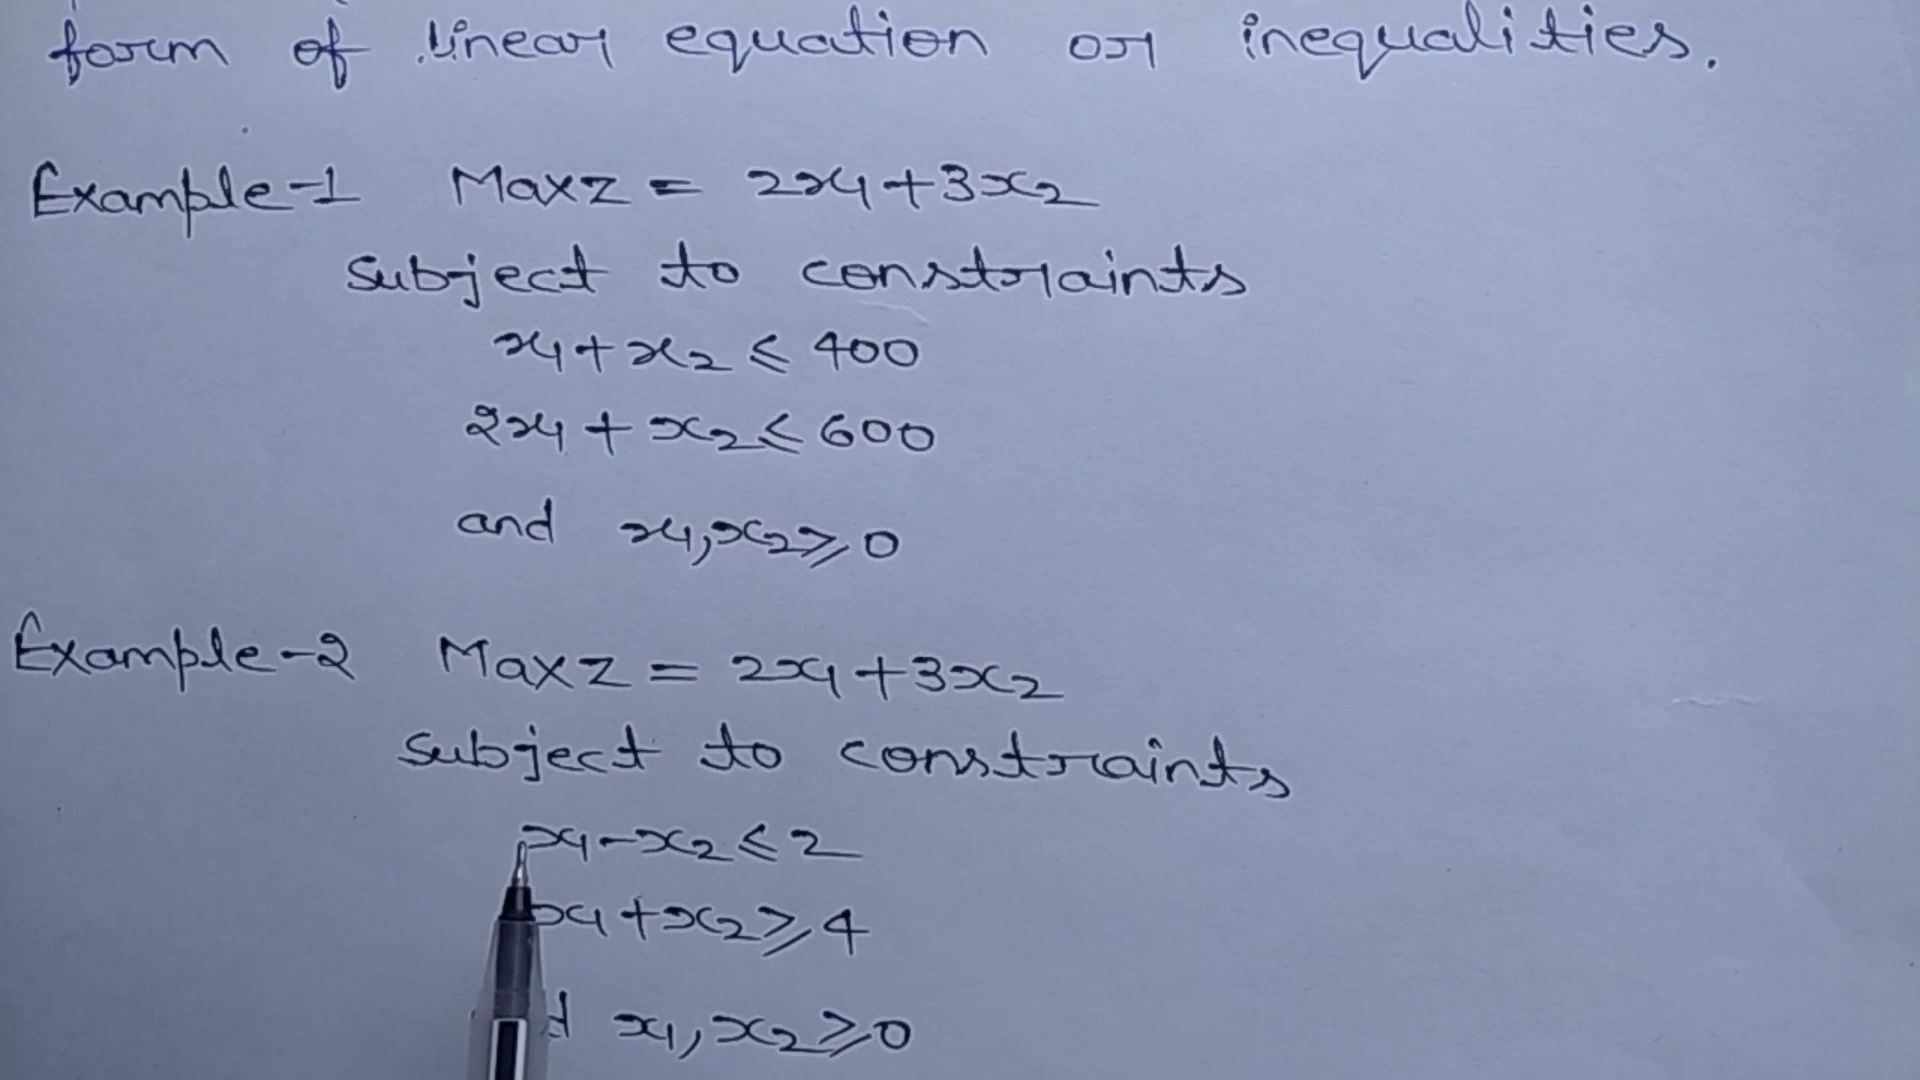 form of linear equation or inequalities.
Example-1 Max Z = 2x1+3x2
subject to constraints
x1+x2 ⩽ 400
2x1+x2 ⩽ 600
and x1,x2 ⩾ 0
Example-2 Max Z = 2x1+3x2
subject to constraints
x1-x2 ⩽ 2
x1+x2 ⩾ 4
x1,x2 ⩾ 0